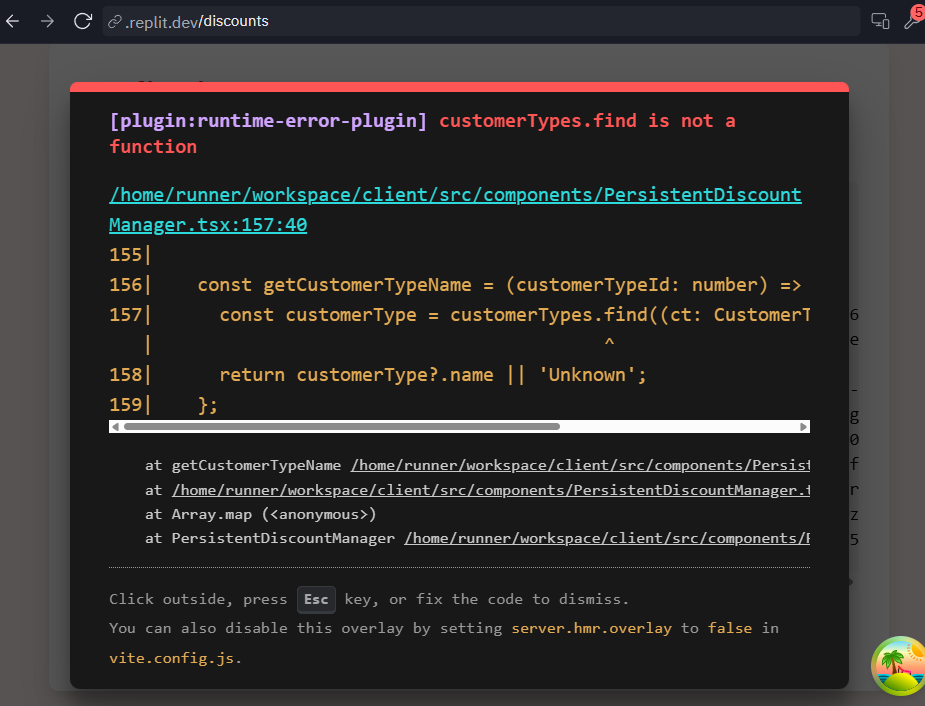 .replit.dev/discounts
5
[plugin:runtime-error-plugin] customerTypes.find is not a
function
/home/runner/workspace/client/src/components/PersistentDiscount
Manager.tsx:157:40
155|
156|    const getCustomerTypeName = (customerTypeId: number) =>
157|      const customerType = customerTypes.find((ct: CustomerT
   |                                         ^
158|      return customerType?.name || 'Unknown';
159|    };
at getCustomerTypeName /home/runner/workspace/client/src/components/Persist
at /home/runner/workspace/client/src/components/PersistentDiscountManager.t
at Array.map (<anonymous>)
at PersistentDiscountManager /home/runner/workspace/client/src/components/P
Click outside, press Esc key, or fix the code to dismiss.
You can also disable this overlay by setting server.hmr.overlay to false in
vite.config.js.
6
e
-
g
0
f
r
z
5